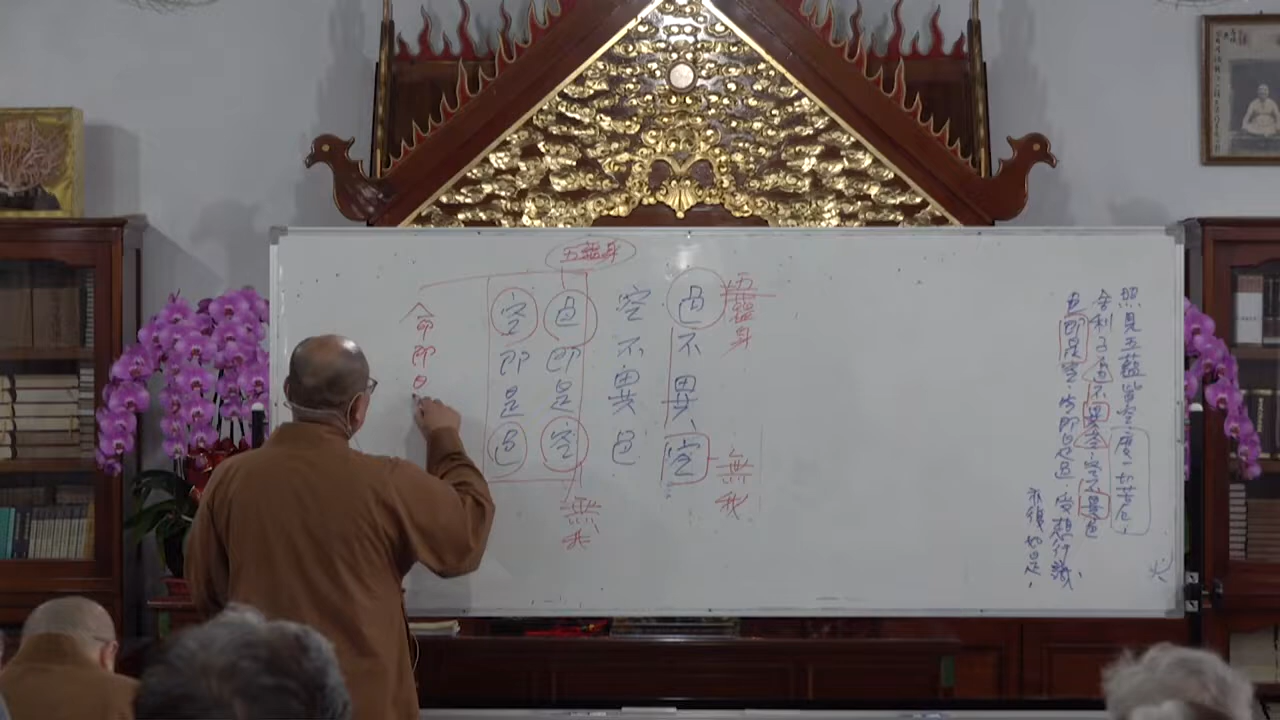 照見五蘊皆空度一切苦厄
舍利子色不異空空不異色
色即是空空即是色受想行識
亦復如是
五蘊身
色不異空
無我
空不異色
五蘊身
色即是空
無我
空即是色
命即